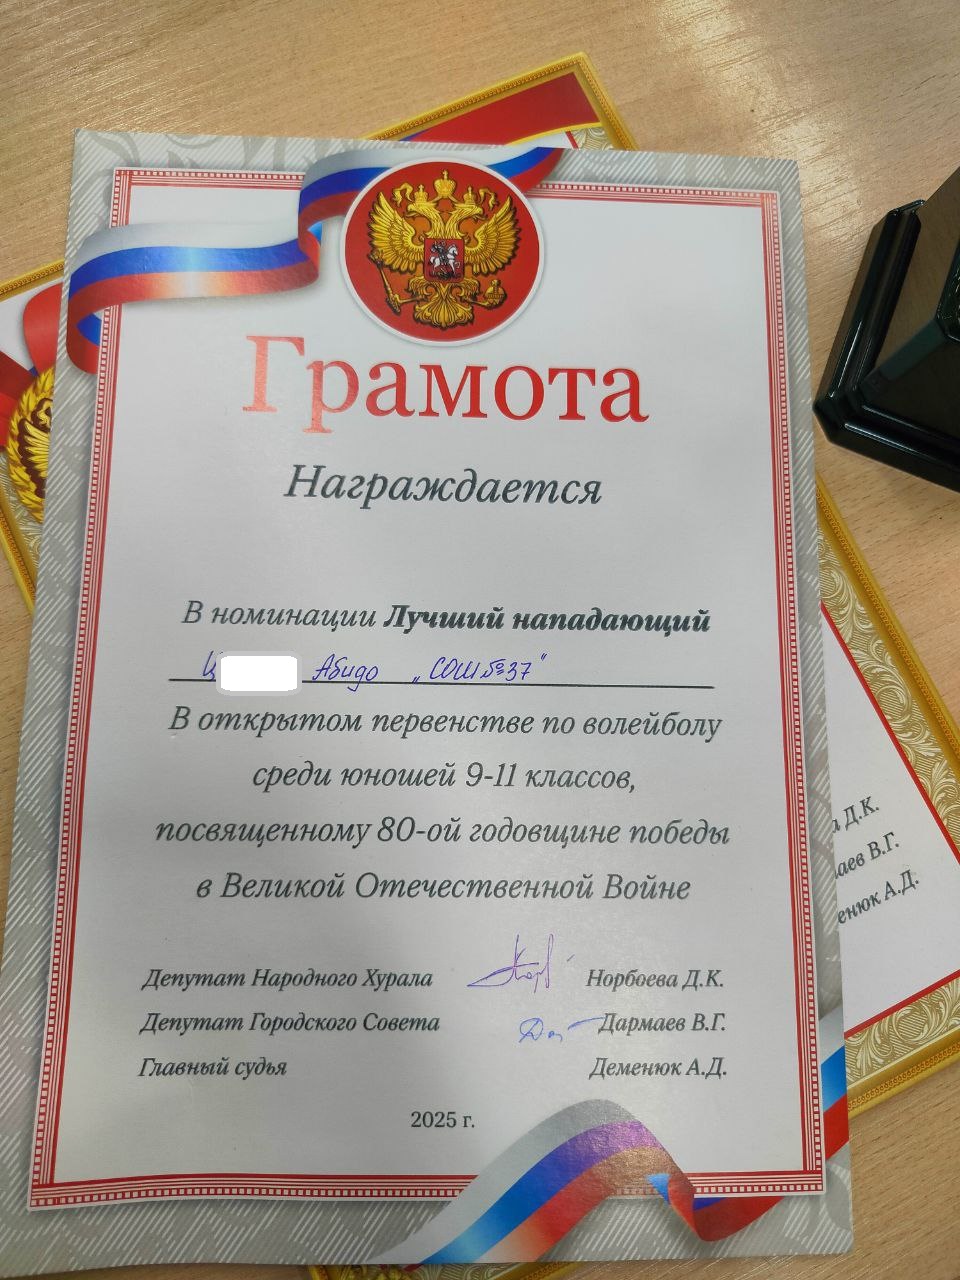 Грамота
Награждается
В номинации Лучший нападающий
Ц Абидо "СОШ №37"
В открытом первенстве по волейболу
среди юношей 9-11 классов,
посвященному 80-ой годовщине победы
в Великой Отечественной Войне
Депутат Народного Хурала Норбоева Д.К.
Депутат Городского Совета Дармаев В.Г.
Главный судья Деменюк А.Д.
2025 г.
а Д.К.
аев В.Г.
енюк А.Д.